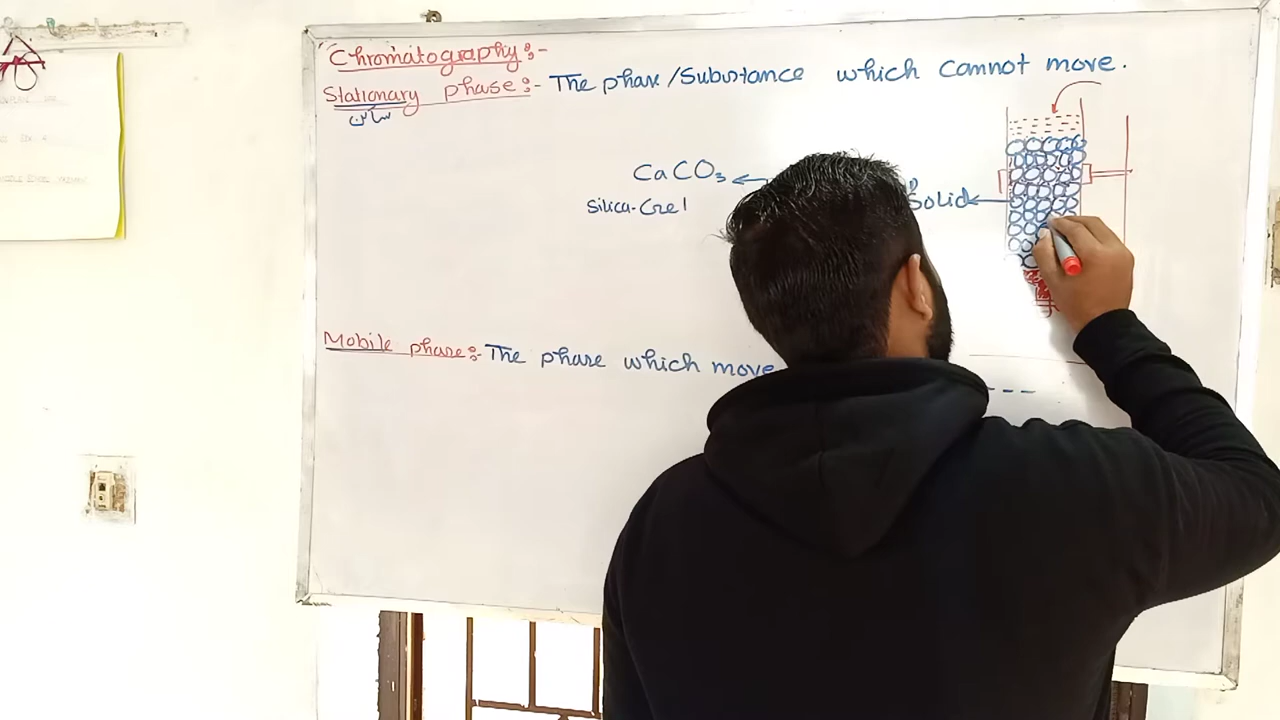 Chromatography:-
Stationary phase:- The phase/Substance which cannot move.
ساکن
CaCO₃
Solid
Silica-Gel
Mobile phase:- The phase which move